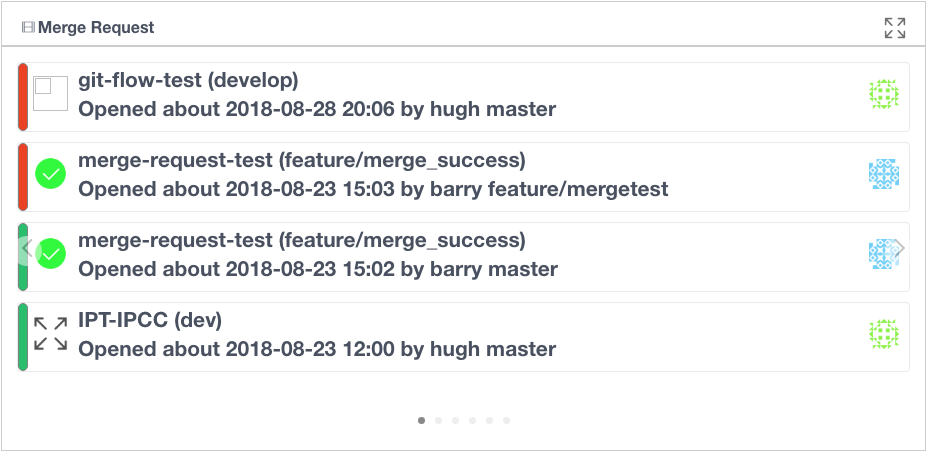 Merge Request
git-flow-test (develop)
Opened about 2018-08-28 20:06 by hugh master
merge-request-test (feature/merge_success)
Opened about 2018-08-23 15:03 by barry feature/mergetest
merge-request-test (feature/merge_success)
Opened about 2018-08-23 15:02 by barry master
IPT-IPCC (dev)
Opened about 2018-08-23 12:00 by hugh master